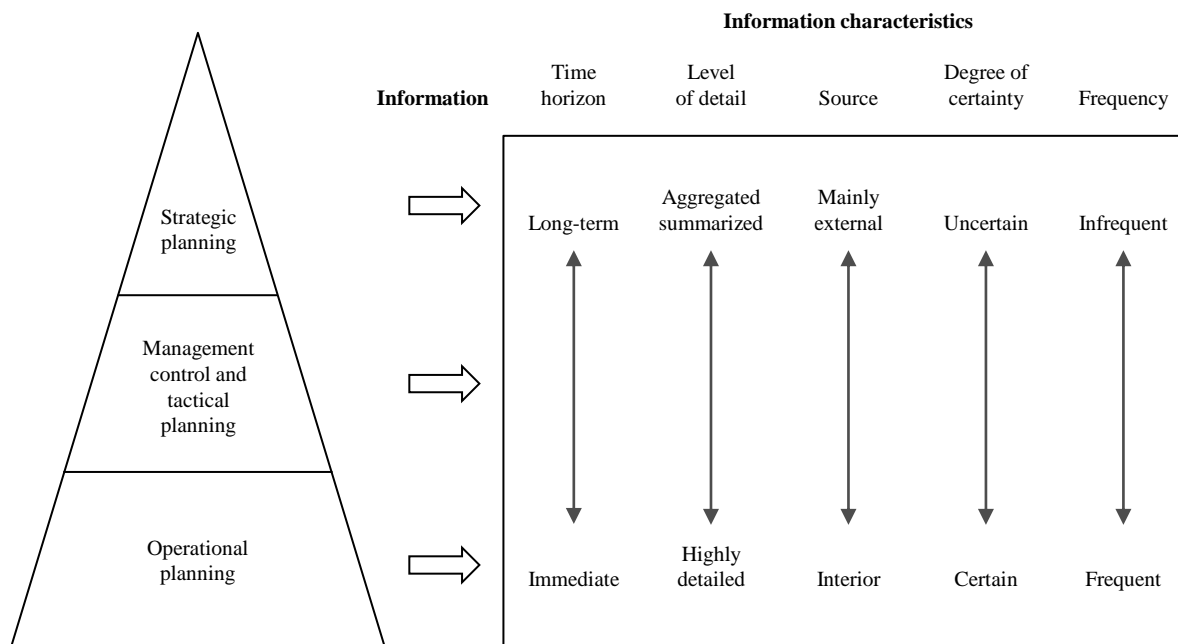 Information characteristics
Information
Time
horizon
Level
of detail
Source
Degree of
certainty
Frequency
Strategic
planning
Long-term
Aggregated
summarized
Mainly
external
Uncertain
Infrequent
Management
control and
tactical
planning
Operational
planning
Immediate
Highly
detailed
Interior
Certain
Frequent